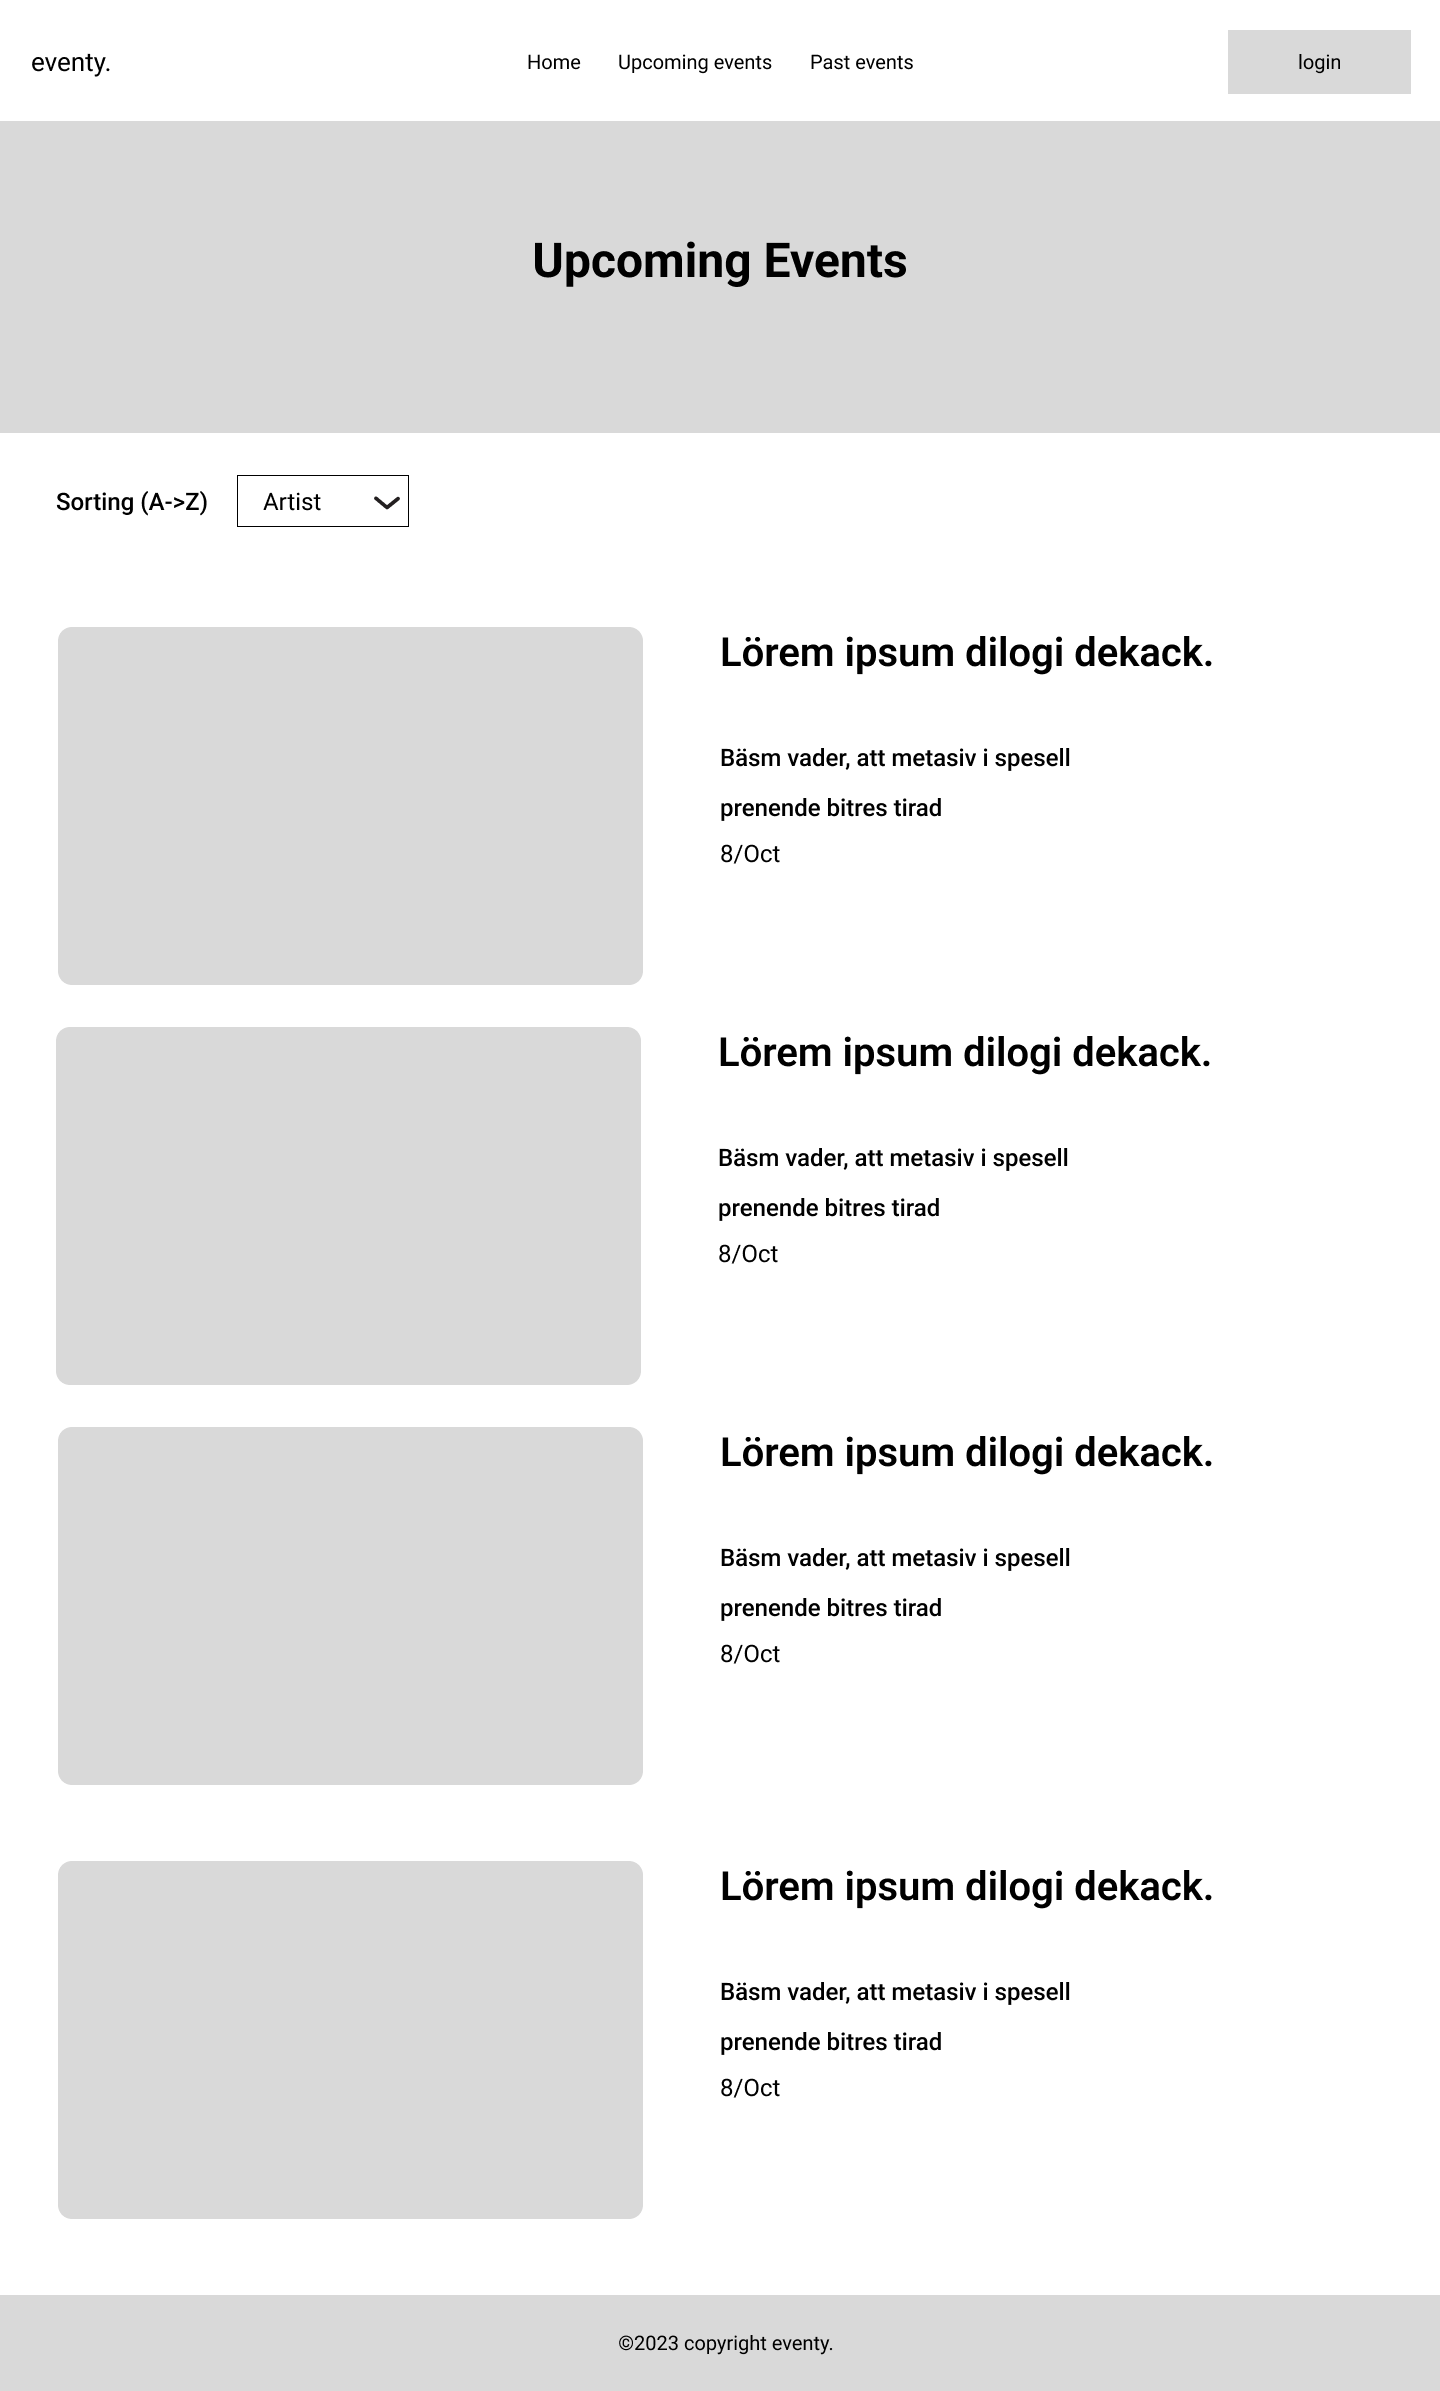 eventy.
Home Upcoming events Past events
login
Upcoming Events
Sorting (A->Z)
Artist
Lörem ipsum dilogi dekack.
Bäsm vader, att metasiv i spesell
prenende bitres tirad
8/Oct
Lörem ipsum dilogi dekack.
Bäsm vader, att metasiv i spesell
prenende bitres tirad
8/Oct
Lörem ipsum dilogi dekack.
Bäsm vader, att metasiv i spesell
prenende bitres tirad
8/Oct
Lörem ipsum dilogi dekack.
Bäsm vader, att metasiv i spesell
prenende bitres tirad
8/Oct
©2023 copyright eventy.